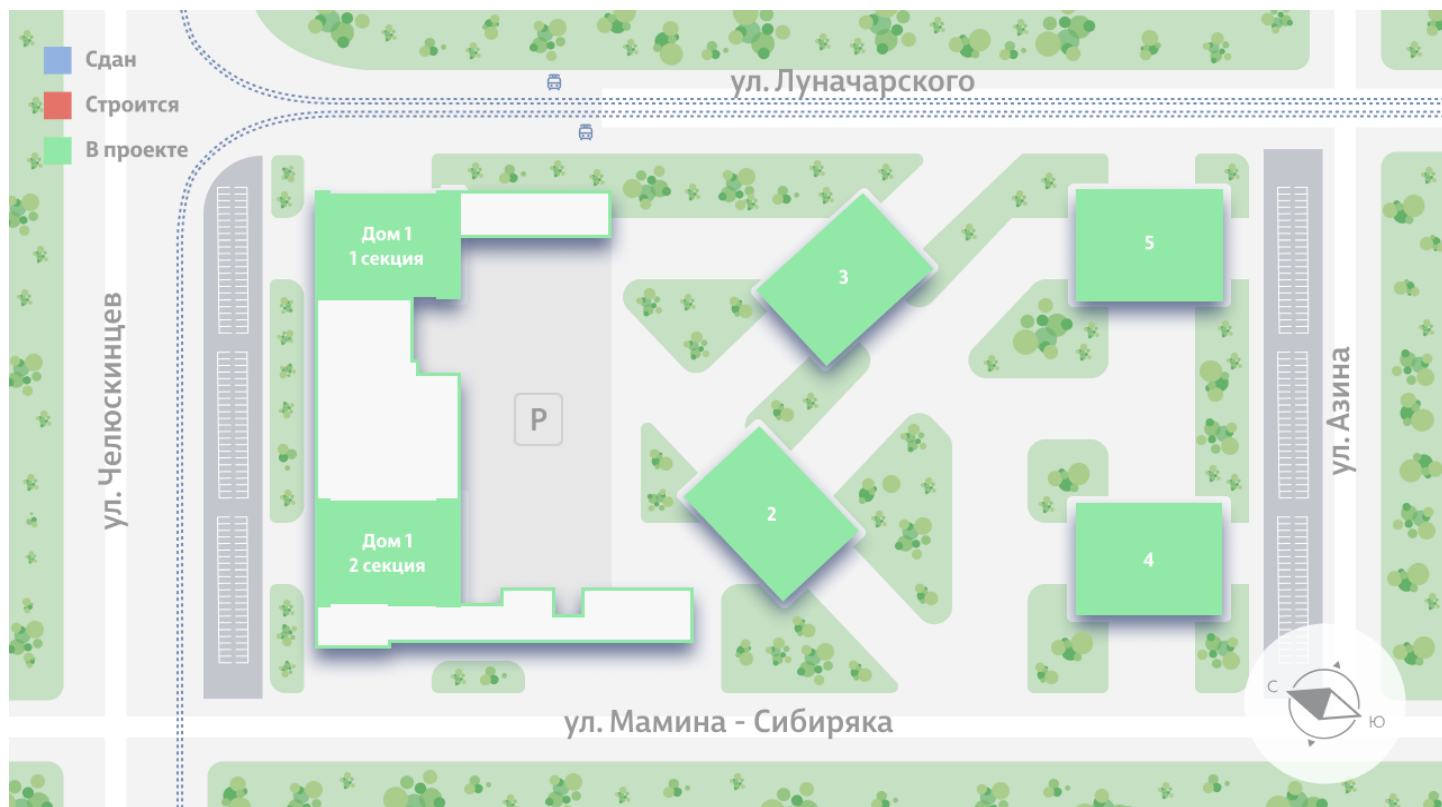 Сдан
Строится
В проекте
ул. Луначарского
Дом 1
1 секция
3
5
ул. Челюскинцев
P
ул. Азина
2
Дом 1
2 секция
4
С
Ю
ул. Мамина - Сибиряка